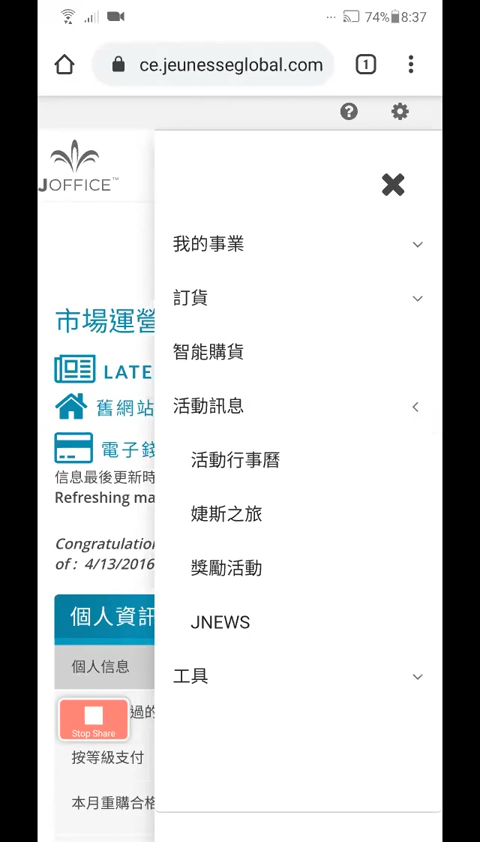 74% 8:37
ce.jeunesseglobal.com 1
JOFFICE™
我的事業
訂貨
市場運營
智能購貨
LATE
活動訊息
舊網站
電子錢
活動行事曆
信息最後更新時
Refreshing ma
婕斯之旅
Congratulation
of : 4/13/2016
獎勵活動
個人資訊
JNEWS
個人信息
工具
過的
Stop Share
按等級支付
本月重購合格